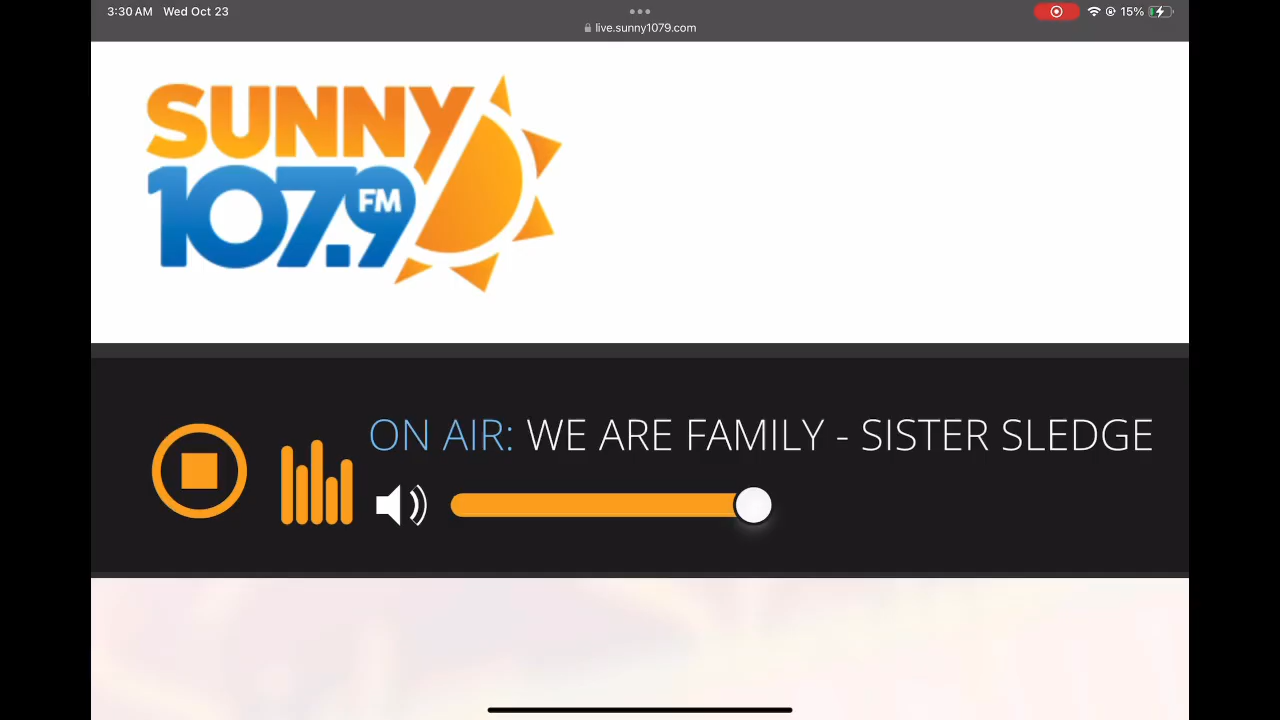 3:30 AM Wed Oct 23
15%
live.sunny1079.com
SUNNY
107.9 FM
ON AIR: WE ARE FAMILY - SISTER SLEDGE